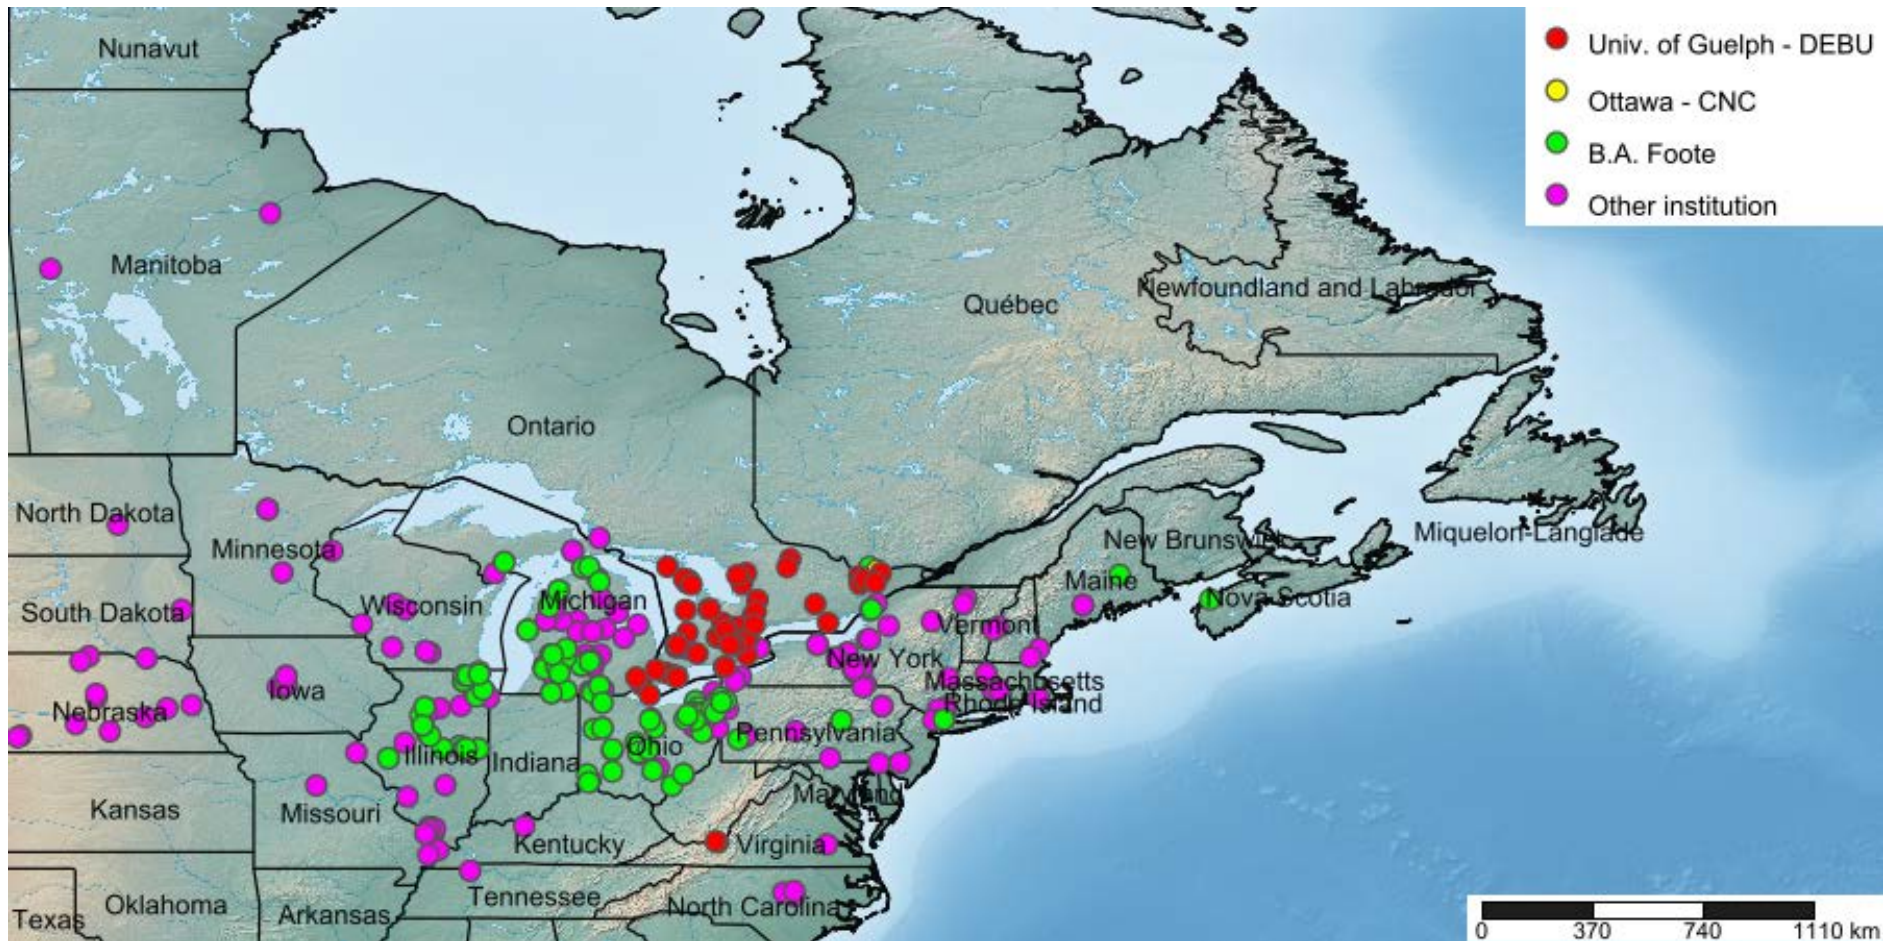 Nunavut
Univ. of Guelph - DEBU
Ottawa - CNC
B.A. Foote
Other institution
Manitoba
Newfoundland and Labrador
Québec
Ontario
North Dakota
Miquelon-Langlade
New Brunswick
Minnesota
Maine
Nova Scotia
South Dakota
Wisconsin
Michigan
Vermont
New York
Massachusetts
Iowa
Rhode Island
Nebraska
Pennsylvania
Ohio
Illinois
Indiana
Maryland
Kansas
Missouri
Kentucky
Virginia
Tennessee
Oklahoma
North Carolina
Arkansas
Texas
0 370 740 1110 km